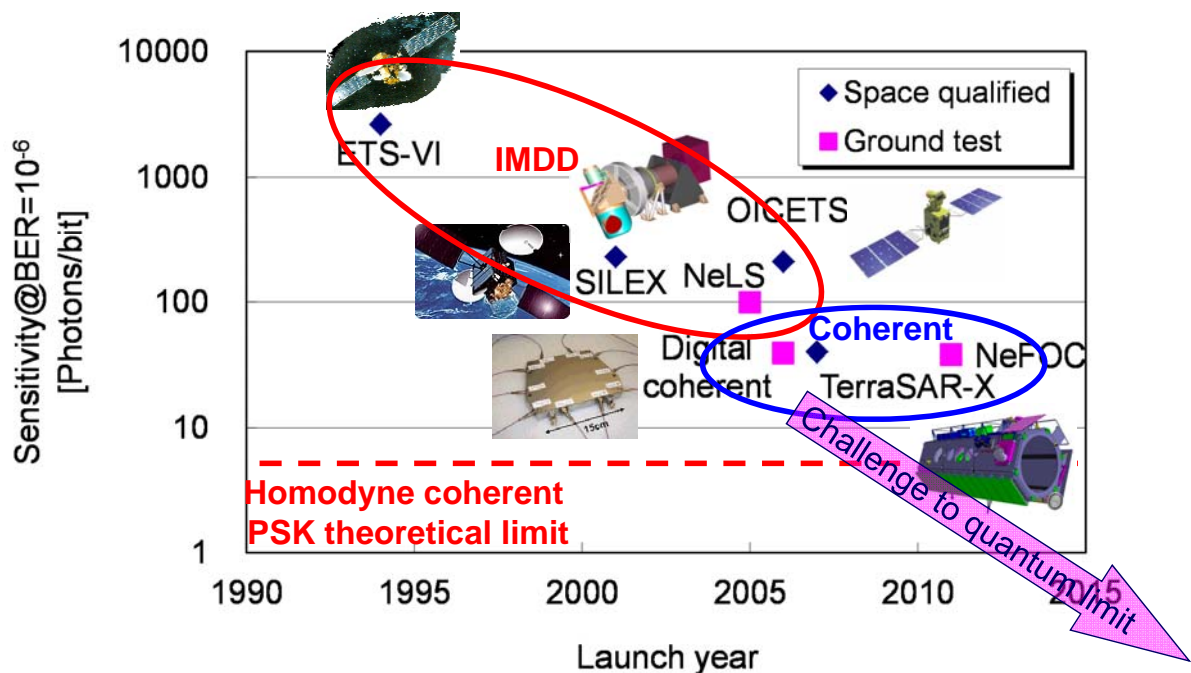 10000
1000
100
10
1
Sensitivity@BER=10⁻⁶
[Photons/bit]
Space qualified
Ground test
ETS-VI
IMDD
OICETS
SILEX
NeLS
Coherent
Digital
coherent
NeFOC
TerraSAR-X
15cm
Challenge to quantum limit
Homodyne coherent
PSK theoretical limit
1990
1995
2000
2005
2010
2015
Launch year